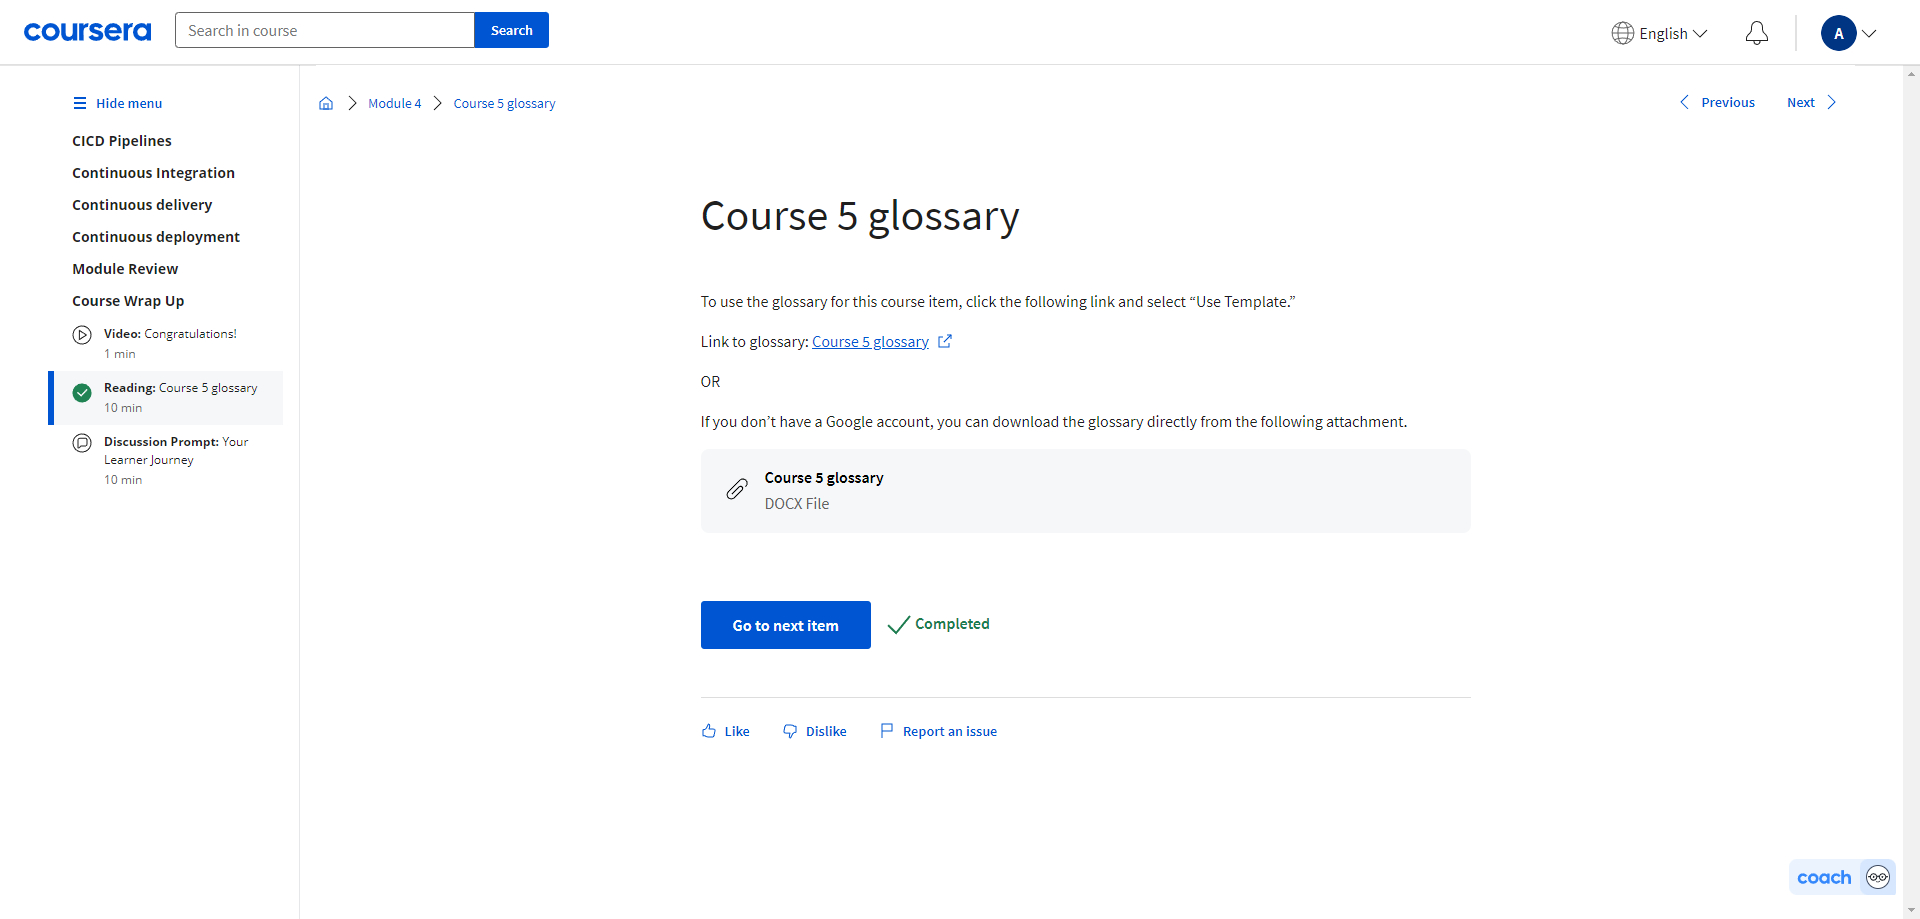 coursera
Search in course
Search
English
A
Hide menu
CICD Pipelines
Continuous Integration
Continuous delivery
Continuous deployment
Module Review
Course Wrap Up
Video: Congratulations!
1 min
Reading: Course 5 glossary
10 min
Discussion Prompt: Your
Learner Journey
10 min
Module 4
Course 5 glossary
Previous
Next
Course 5 glossary
To use the glossary for this course item, click the following link and select “Use Template.”
Link to glossary: Course 5 glossary
OR
If you don’t have a Google account, you can download the glossary directly from the following attachment.
Course 5 glossary
DOCX File
Go to next item
Completed
Like
Dislike
Report an issue
coach